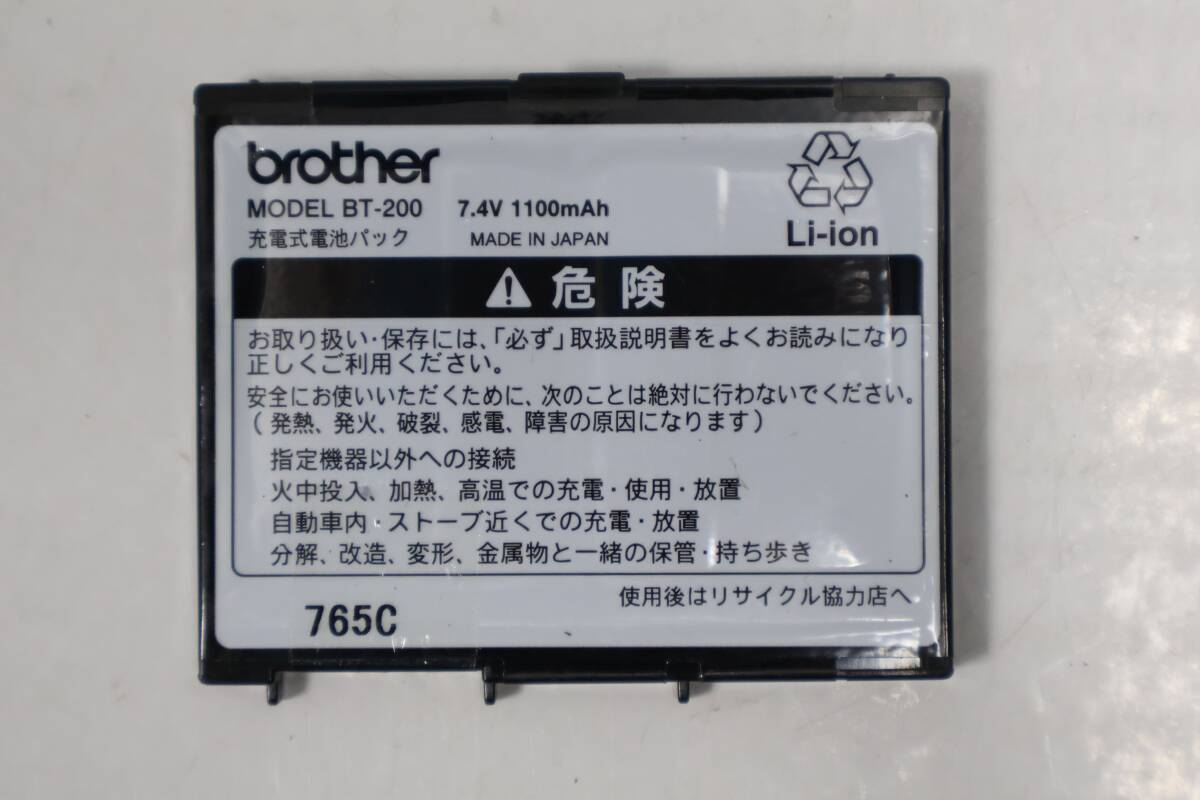 brother
MODEL BT-200 7.4V 1100mAh
充電式電池パック MADE IN JAPAN
Li-ion
危険
お取り扱い・保存には、「必ず」取扱説明書をよくお読みになり
正しくご利用ください。
安全にお使いいただくために、次のことは絶対に行わないでください。
(発熱、発火、破裂、感電、障害の原因になります)
指定機器以外への接続
火中投入、加熱、高温での充電・使用・放置
自動車内・ストーブ近くでの充電・放置
分解、改造、変形、金属物と一緒の保管・持ち歩き
使用後はリサイクル協力店へ
765C